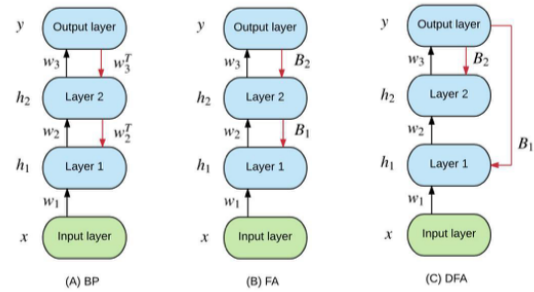 y Output layer
w₃ w₃ᵀ
h₂ Layer 2
w₂ w₂ᵀ
h₁ Layer 1
w₁
x Input layer
(A) BP
y Output layer
w₃ B₂
h₂ Layer 2
w₂ B₁
h₁ Layer 1
w₁
x Input layer
(B) FA
y Output layer
w₃ B₂
h₂ Layer 2
w₂ B₁
h₁ Layer 1
w₁
x Input layer
(C) DFA